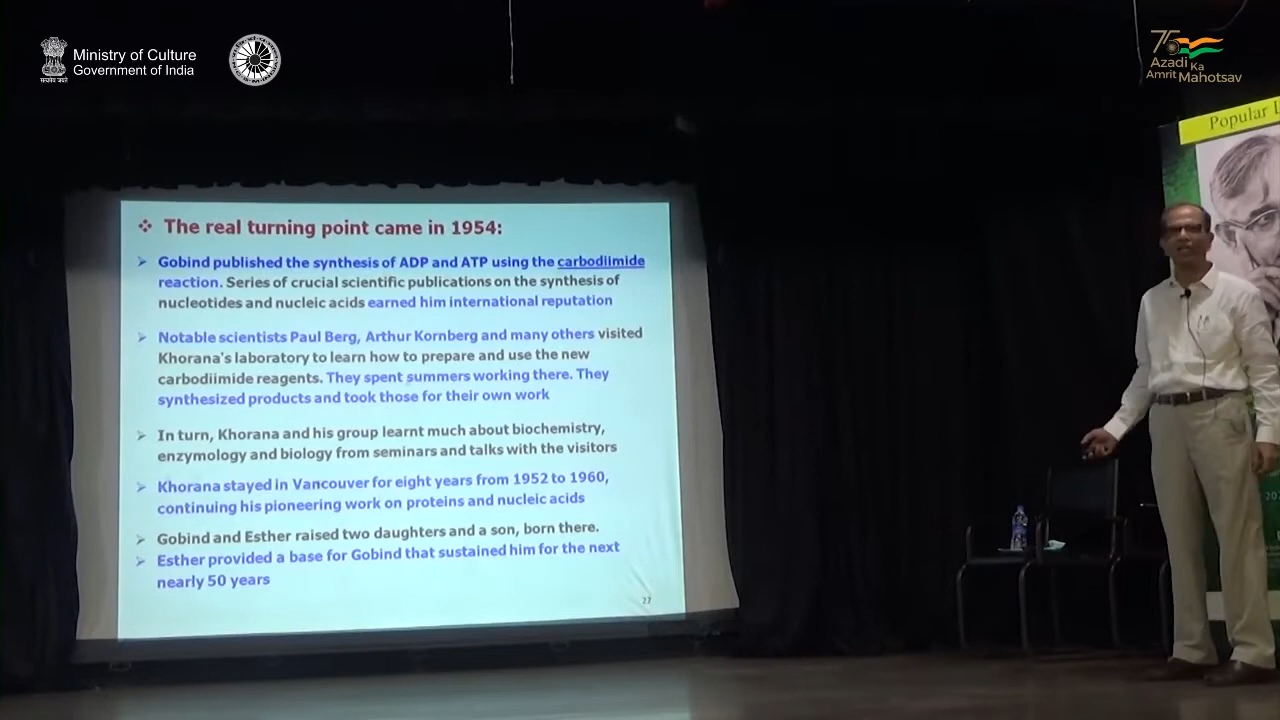 Ministry of Culture
Government of India
सत्यमेव जयते
75
Azadi Ka
Amrit Mahotsav
Popular
❖ The real turning point came in 1954:
➢ Gobind published the synthesis of ADP and ATP using the carbodiimide
reaction. Series of crucial scientific publications on the synthesis of
nucleotides and nucleic acids earned him international reputation
➢ Notable scientists Paul Berg, Arthur Kornberg and many others visited
Khorana's laboratory to learn how to prepare and use the new
carbodiimide reagents. They spent summers working there. They
synthesized products and took those for their own work
➢ In turn, Khorana and his group learnt much about biochemistry,
enzymology and biology from seminars and talks with the visitors
➢ Khorana stayed in Vancouver for eight years from 1952 to 1960,
continuing his pioneering work on proteins and nucleic acids
➢ Gobind and Esther raised two daughters and a son, born there.
➢ Esther provided a base for Gobind that sustained him for the next
nearly 50 years
27